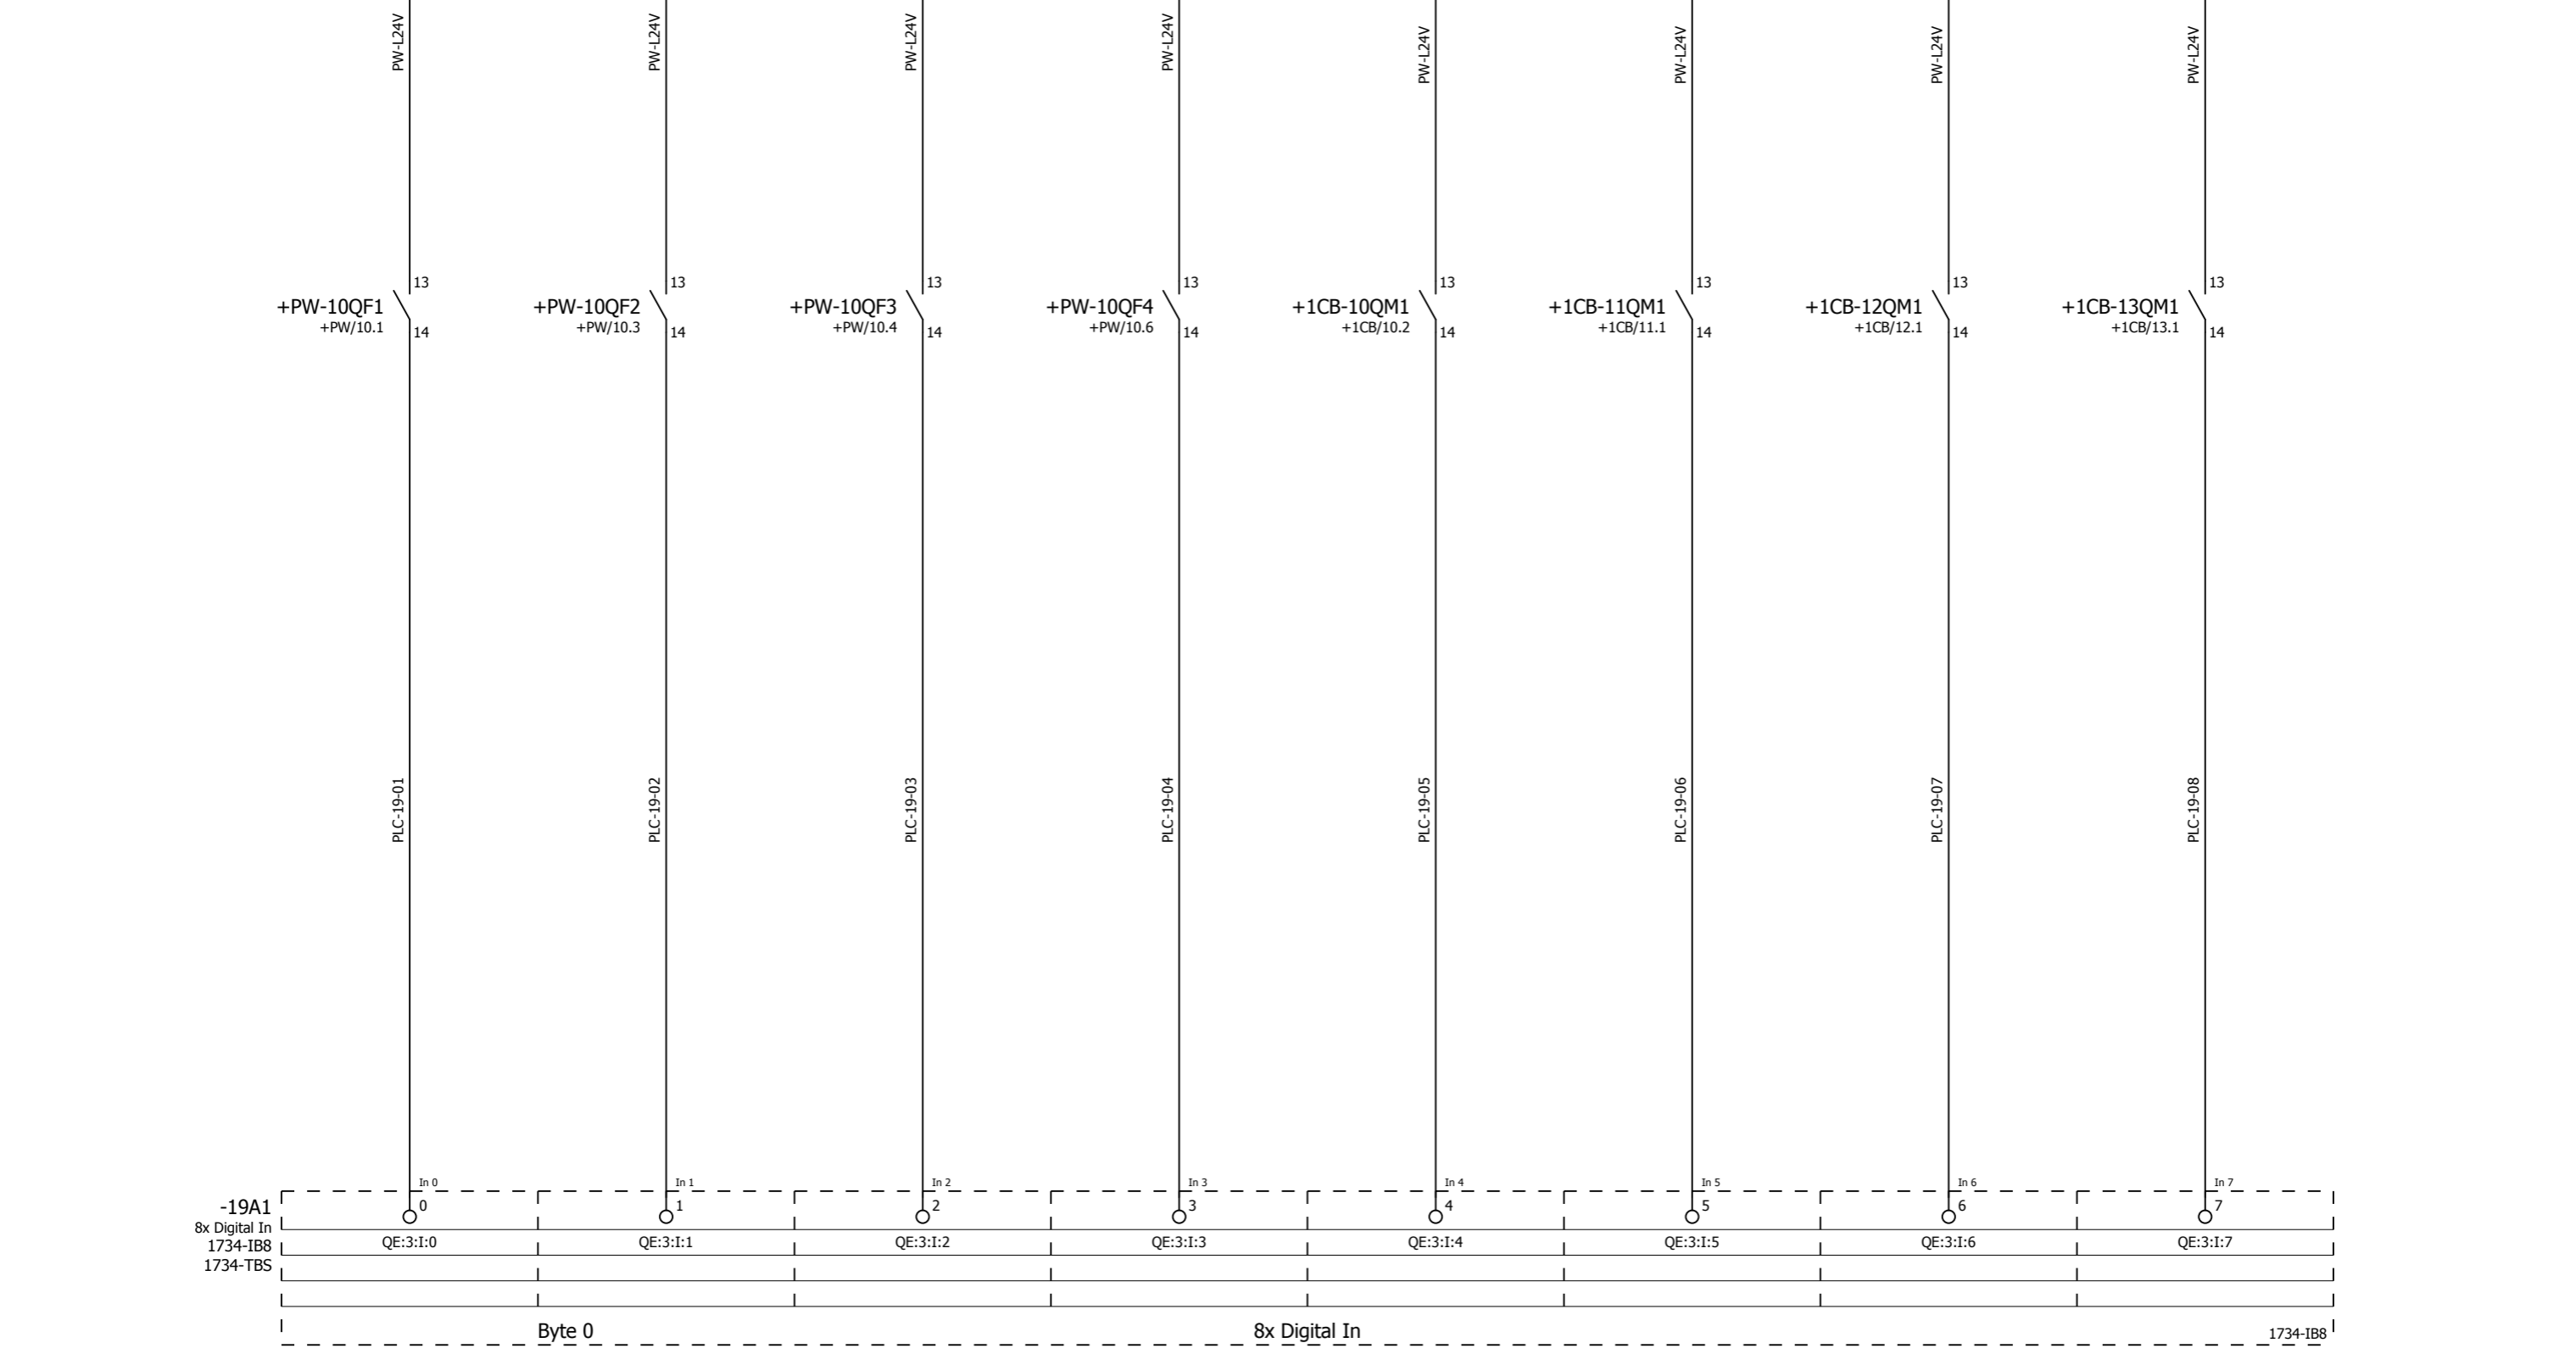 PW-L24V PW-L24V PW-L24V PW-L24V PW-L24V PW-L24V PW-L24V PW-L24V
13 13 13 13 13 13 13 13
+PW-10QF1 +PW-10QF2 +PW-10QF3 +PW-10QF4 +1CB-10QM1 +1CB-11QM1 +1CB-12QM1 +1CB-13QM1
+PW/10.1 +PW/10.3 +PW/10.4 +PW/10.6 +1CB/10.2 +1CB/11.1 +1CB/12.1 +1CB/13.1
14 14 14 14 14 14 14 14
PLC-19-01 PLC-19-02 PLC-19-03 PLC-19-04 PLC-19-05 PLC-19-06 PLC-19-07 PLC-19-08
In 0 In 1 In 2 In 3 In 4 In 5 In 6 In 7
-19A1 0 1 2 3 4 5 6 7
8x Digital In
1734-IB8 QE:3:I:0 QE:3:I:1 QE:3:I:2 QE:3:I:3 QE:3:I:4 QE:3:I:5 QE:3:I:6 QE:3:I:7
1734-TBS
Byte 0 8x Digital In 1734-IB8